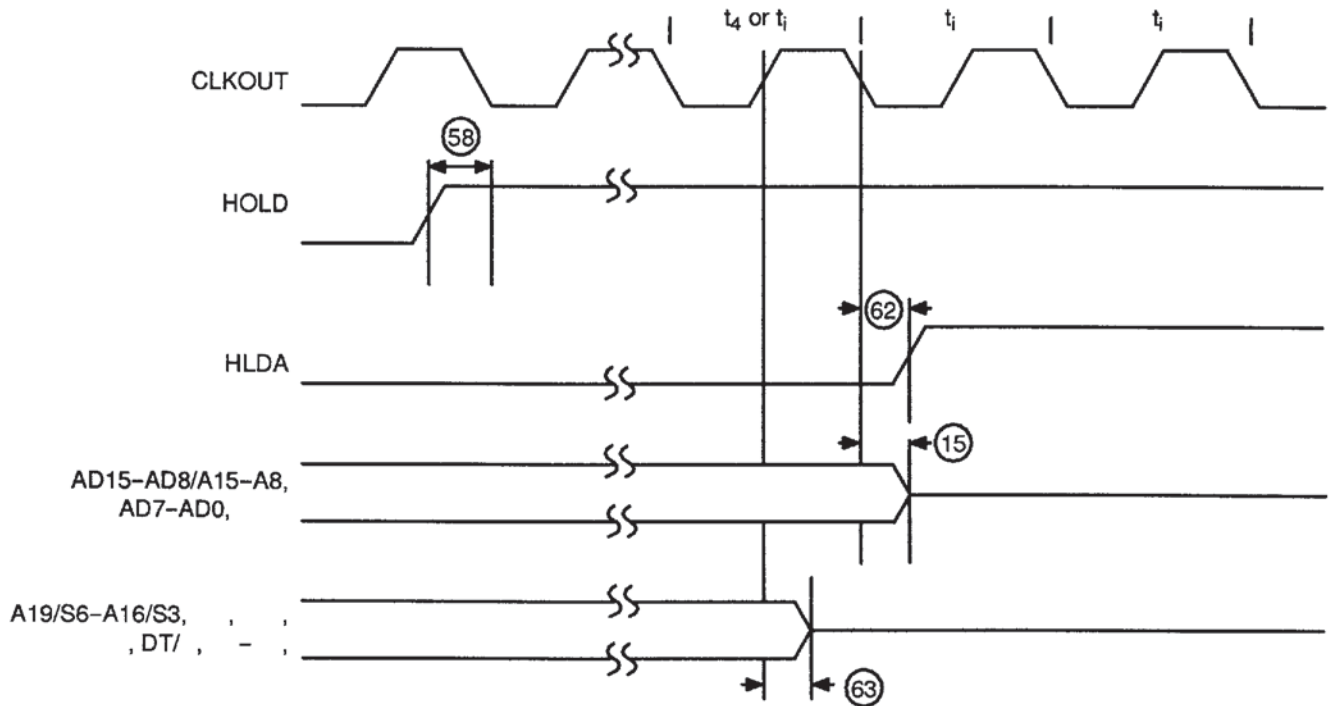 t4 or ti
ti
ti
CLKOUT
58
HOLD
62
HLDA
15
AD15–AD8/A15–A8,
AD7–AD0,
A19/S6–A16/S3, , ,
, DT/ , – ,
63